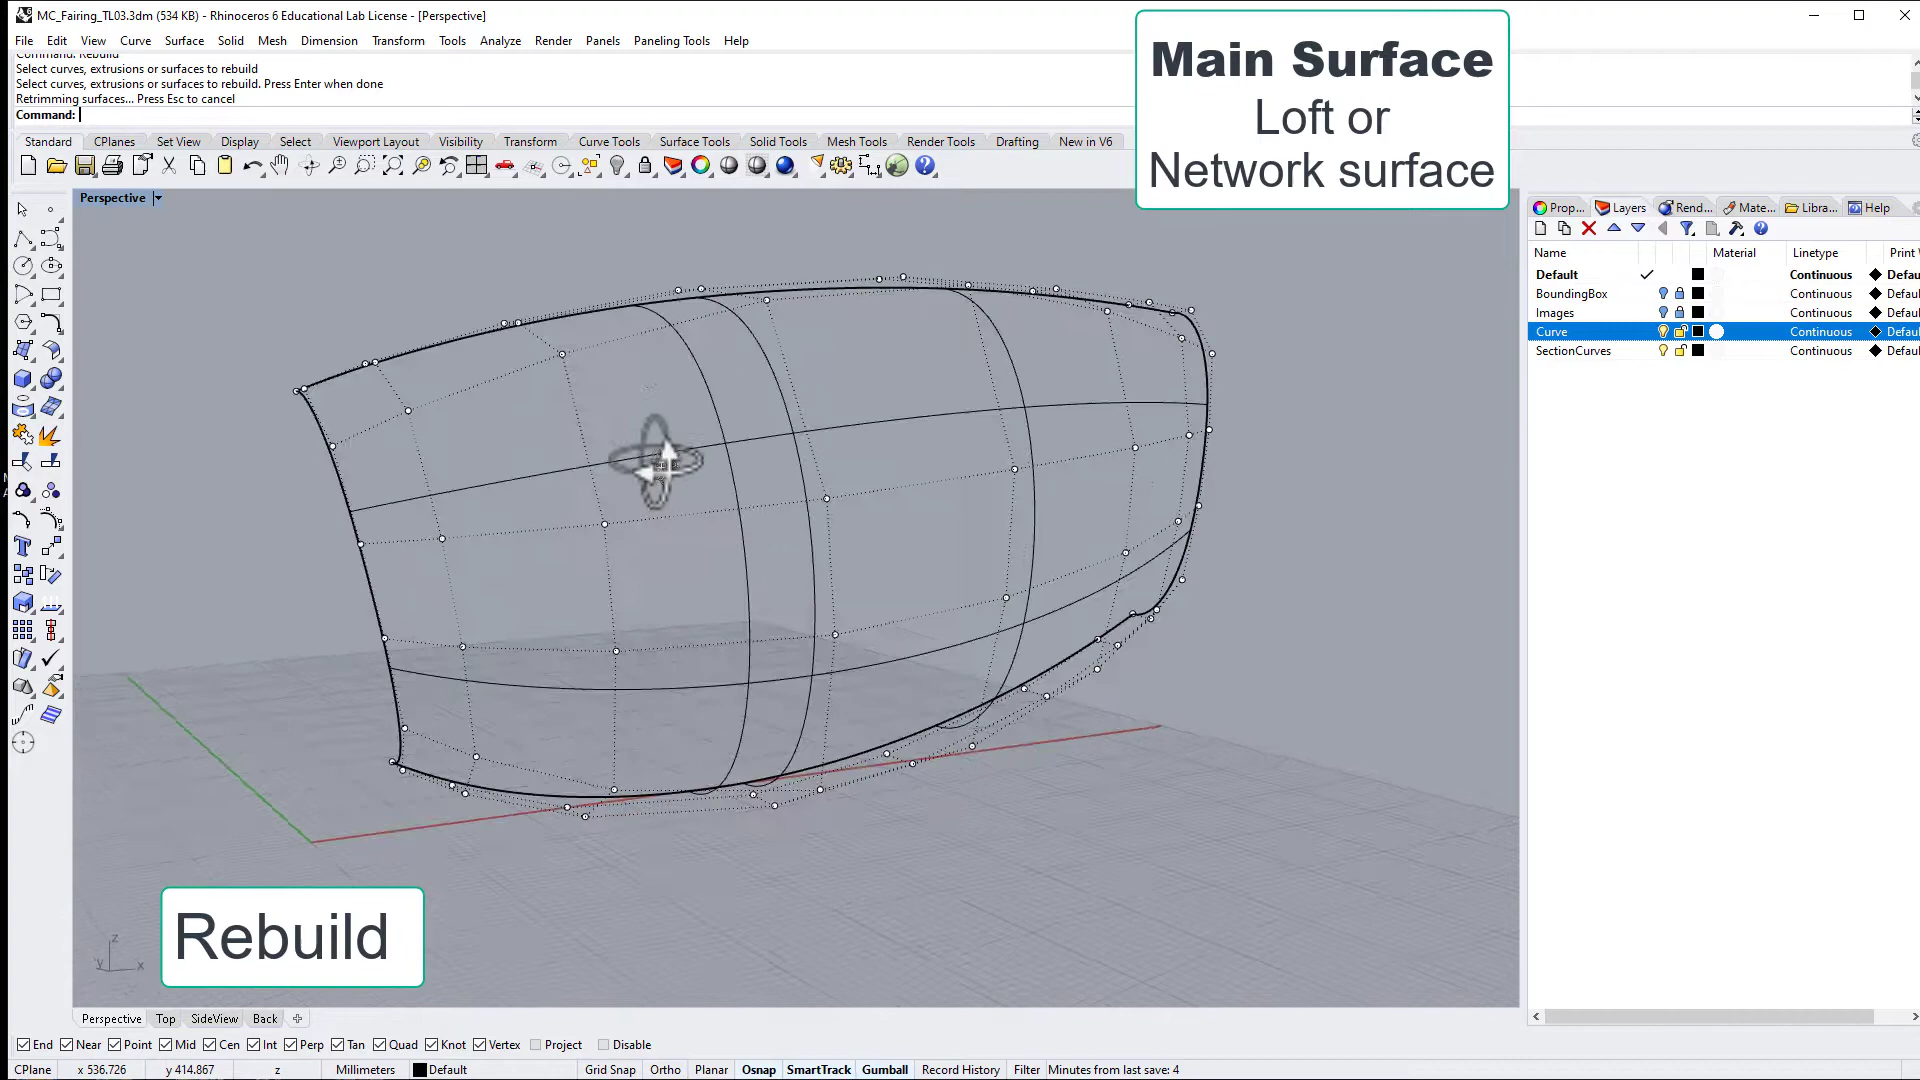 MC_Fairing_TL03.3dm (534 KB) - Rhinoceros 6 Educational Lab License - [Perspective]
File Edit View Curve Surface Solid Mesh Dimension Transform Tools Analyze Render Panels Paneling Tools Help
Command: Rebuild
Select curves, extrusions or surfaces to rebuild
Select curves, extrusions or surfaces to rebuild. Press Enter when done
Retrimming surfaces... Press Esc to cancel
Command:
Main Surface
Loft or
Network surface
Standard CPlanes Set View Display Select Viewport Layout Visibility Transform Curve Tools Surface Tools Solid Tools Mesh Tools Render Tools Drafting New in V6
Perspective
Prop... Layers Rend... Mate... Libra... Help
Name Material Linetype Print W
Default Continuous Defau
BoundingBox Continuous Defaul
Images Continuous Defaul
Curve Continuous Defaul
SectionCurves Continuous Defaul
Rebuild
z
y x
Perspective Top SideView Back
End Near Point Mid Cen Int Perp Tan Quad Knot Vertex Project Disable
CPlane x 536.726 y 414.867 z Millimeters Default Grid Snap Ortho Planar Osnap SmartTrack Gumball Record History Filter Minutes from last save: 4